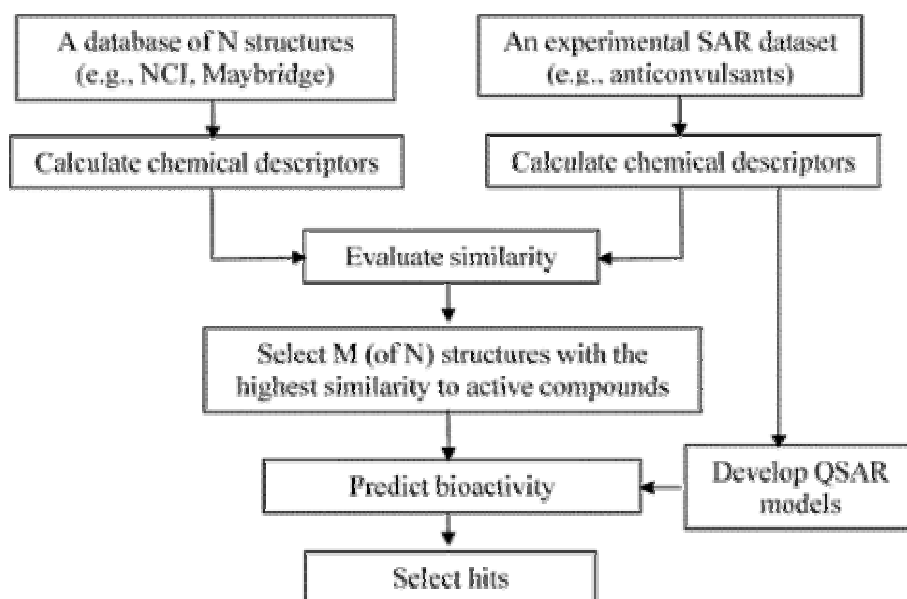 A database of N structures
(e.g., NCI, Maybridge)
An experimental SAR dataset
(e.g., anticonvulsants)
Calculate chemical descriptors
Calculate chemical descriptors
Evaluate similarity
Select M (of N) structures with the
highest similarity to active compounds
Predict bioactivity
Develop QSAR
models
Select hits